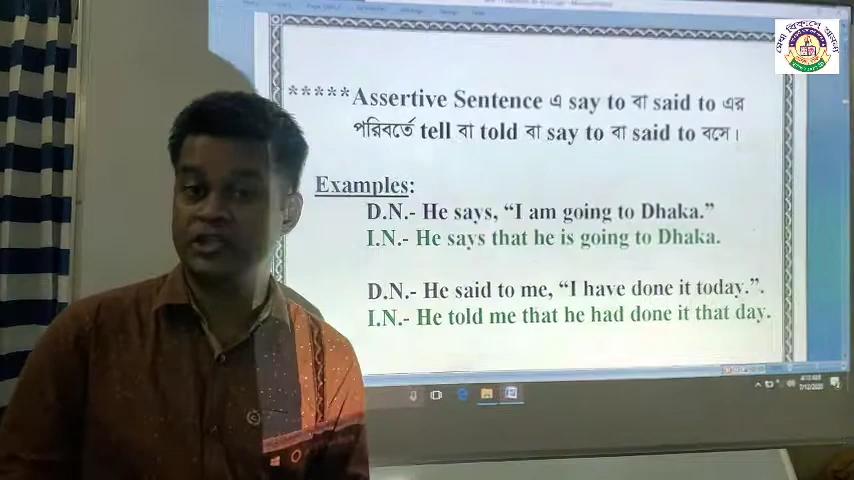 *****Assertive Sentence এ say to বা said to এর
পরিবর্তে tell বা told বা say to বা said to বসে।
Examples:
D.N.- He says, “I am going to Dhaka.”
I.N.- He says that he is going to Dhaka.
D.N.- He said to me, “I have done it today.”.
I.N.- He told me that he had done it that day.